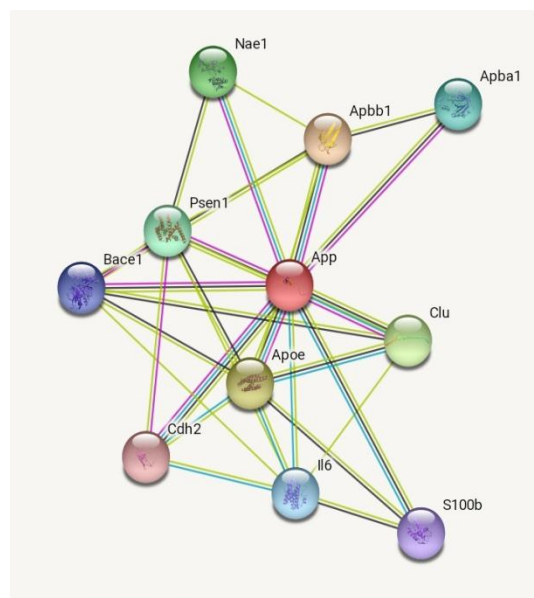 Nae1
Apba1
Apbb1
Psen1
App
Bace1
Clu
Apoe
Cdh2
Il6
S100b